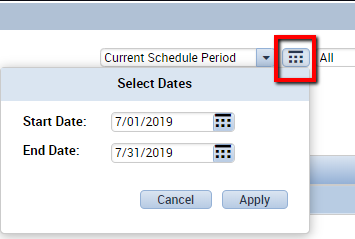 Current Schedule Period All
Select Dates
Start Date: 7/01/2019
End Date: 7/31/2019
Cancel Apply